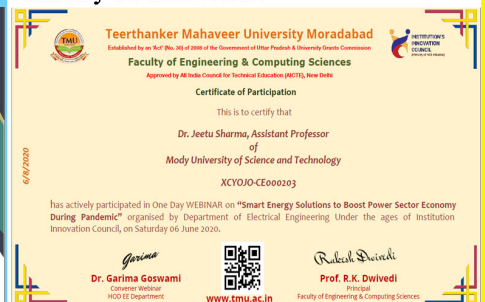 Teerthanker Mahaveer University Moradabad
Established by an 'Act' (No. 30) of 2008 of the Government of Uttar Pradesh & University Grants Commission
Faculty of Engineering & Computing Sciences
Approved by All India Council for Technical Education (AICTE), New Delhi
TMU
INSTITUTION'S
INNOVATION
COUNCIL
Certificate of Participation
This is to certify that
Dr. Jeetu Sharma, Assistant Professor
of
Mody University of Science and Technology
XCYOJO-CE000203
6/8/2020
has actively participated in One Day WEBINAR on "Smart Energy Solutions to Boost Power Sector Economy
During Pandemic" organised by Department of Electrical Engineering Under the ages of Institution
Innovation Council, on Saturday 06 June 2020.
Garima
Rakesh Dwivedi
Dr. Garima Goswami
Convener Webinar
HOD EE Department
www.tmu.ac.in
Prof. R.K. Dwivedi
Principal
Faculty of Engineering & Computing Sciences